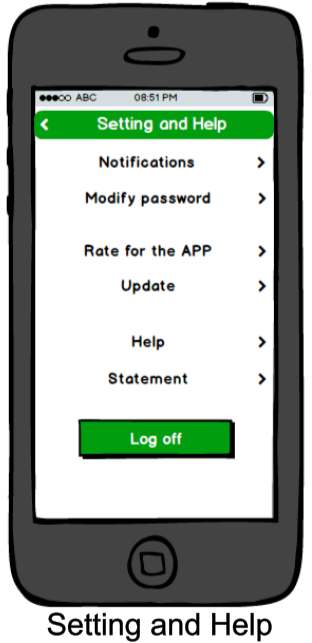 ABC 08:51 PM
Setting and Help
Notifications
Modify password
Rate for the APP
Update
Help
Statement
Log off
Setting and Help